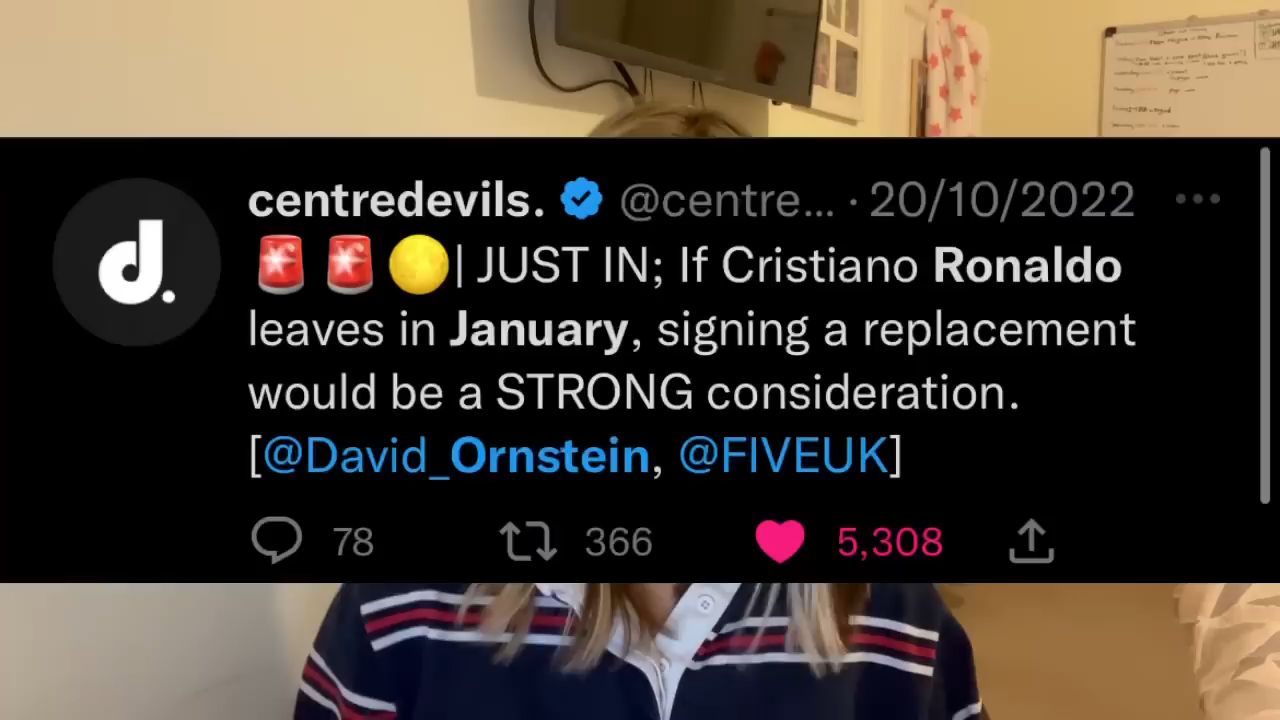 centredevils. @centre... · 20/10/2022
🚨 🚨 🌕| JUST IN; If Cristiano Ronaldo
leaves in January, signing a replacement
would be a STRONG consideration.
[@David_Ornstein, @FIVEUK]
78 366 5,308